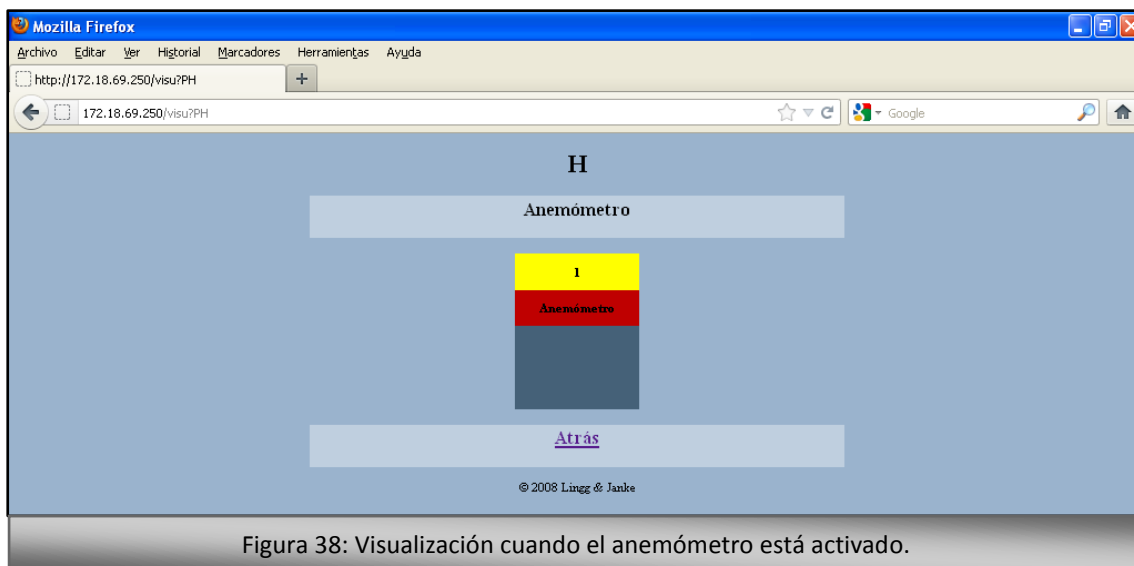 Mozilla Firefox
Archivo Editar Ver Historial Marcadores Herramientas Ayuda
http://172.18.69.250/visu?PH
172.18.69.250/visu?PH
Google
H
Anemómetro
1
Anemómetro
Atrás
© 2008 Lingg & Janke
Figura 38: Visualización cuando el anemómetro está activado.